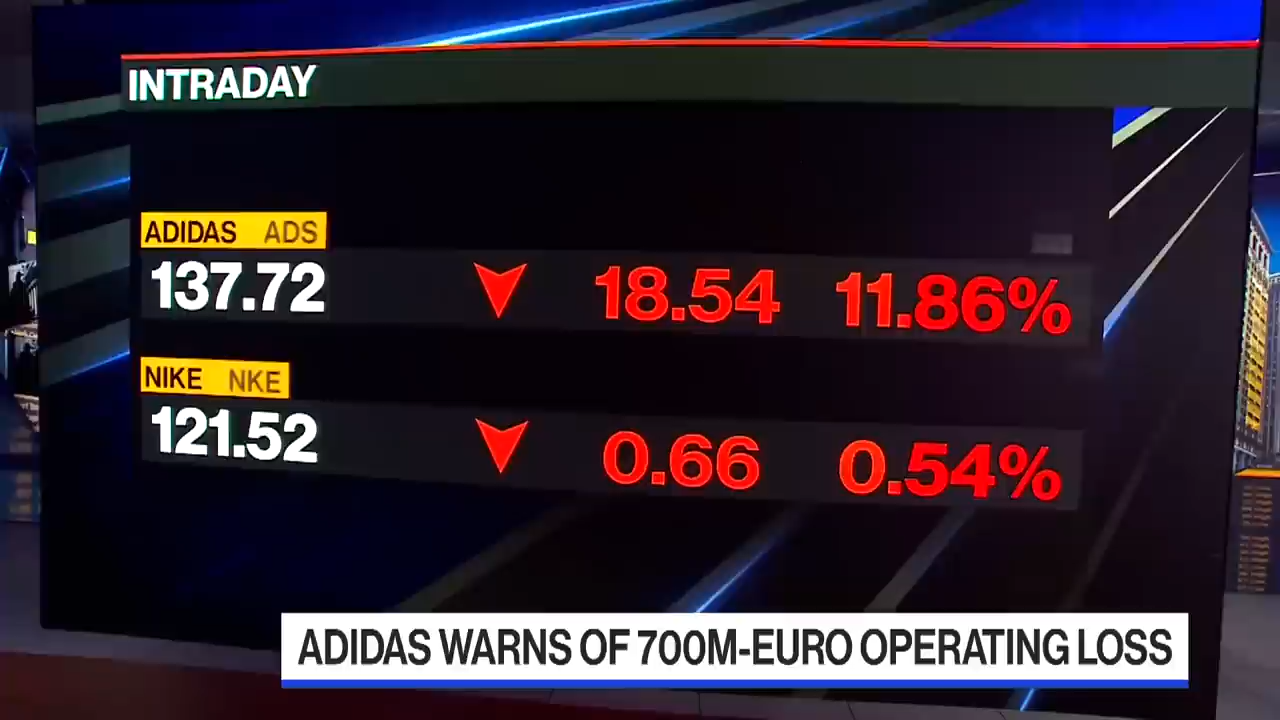 INTRADAY
ADIDAS ADS
137.72 18.54 11.86%
NIKE NKE
121.52 0.66 0.54%
ADIDAS WARNS OF 700M-EURO OPERATING LOSS